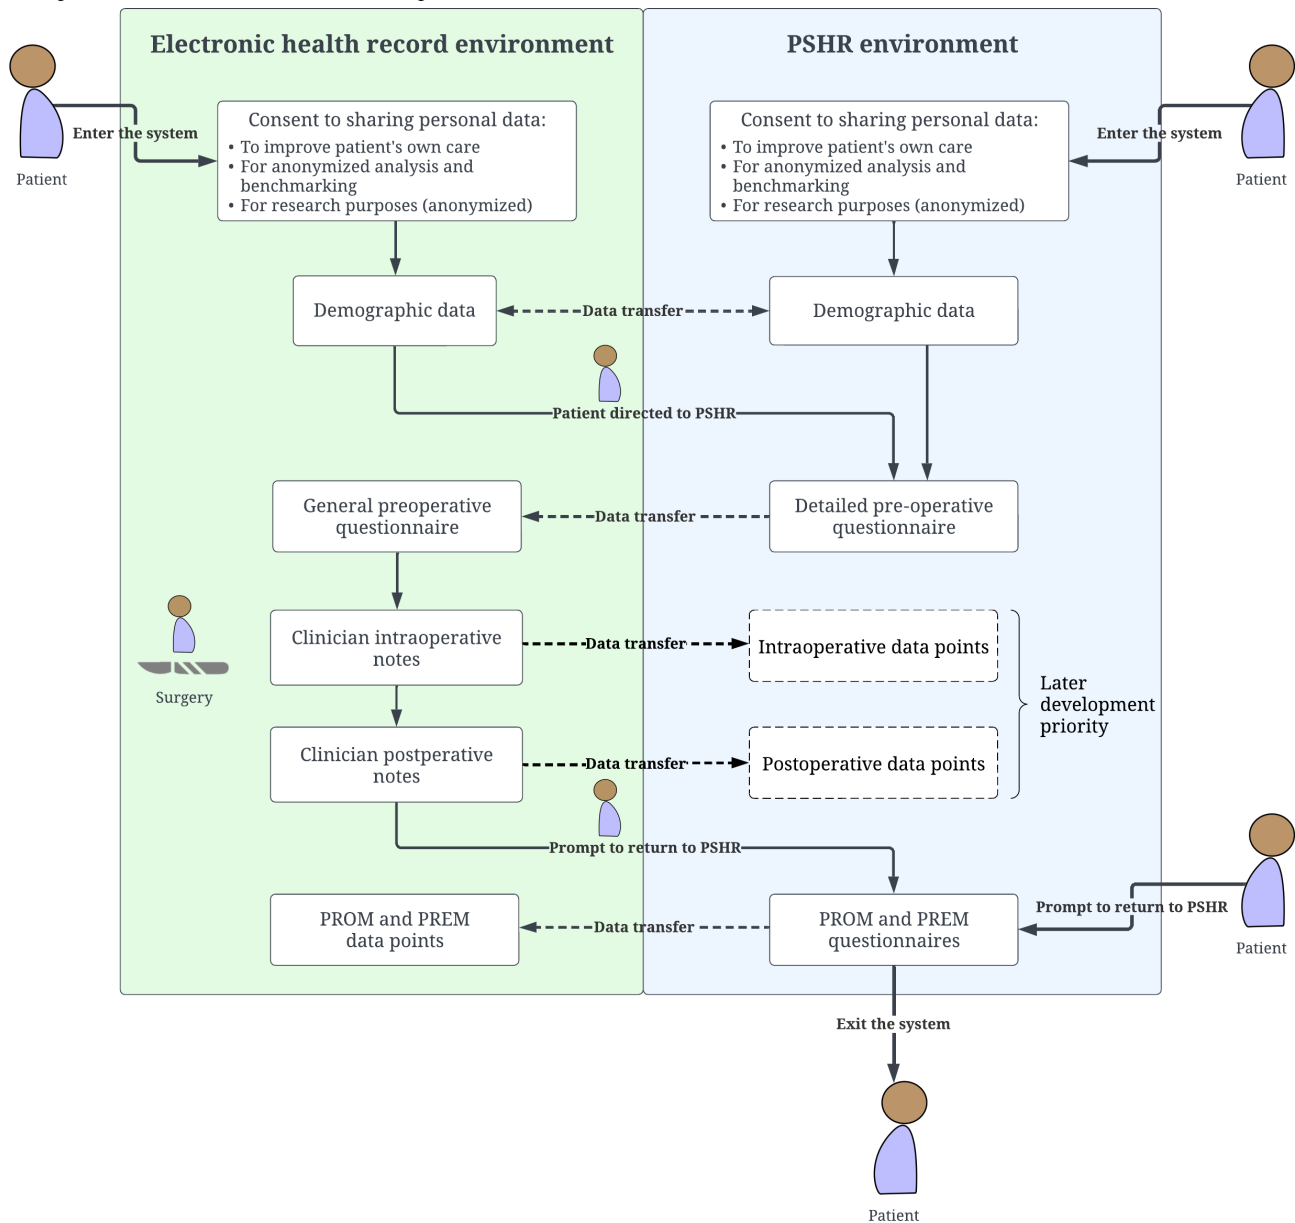 Electronic health record environment
PSHR environment
Consent to sharing personal data:
• To improve patient's own care
• For anonymized analysis and
benchmarking
• For research purposes (anonymized)
Consent to sharing personal data:
• To improve patient's own care
• For anonymized analysis and
benchmarking
• For research purposes (anonymized)
Enter the system
Enter the system
Patient
Patient
Demographic data
Data transfer
Demographic data
Patient directed to PSHR
General preoperative
questionnaire
Data transfer
Detailed pre-operative
questionnaire
Clinician intraoperative
notes
Data transfer
Intraoperative data points
Surgery
Later
development
priority
Clinician postperative
notes
Data transfer
Postoperative data points
Prompt to return to PSHR
PROM and PREM
data points
Data transfer
PROM and PREM
questionnaires
Prompt to return to PSHR
Patient
Exit the system
Patient